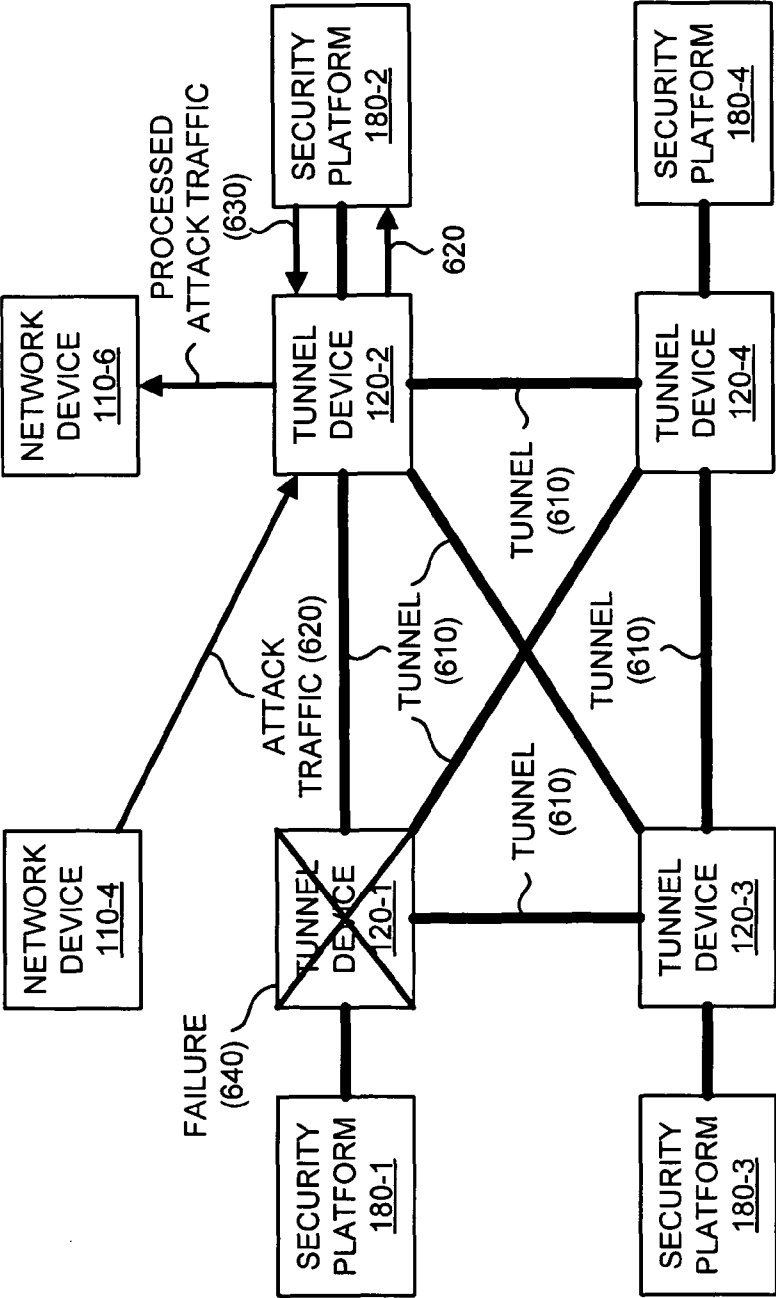 NETWORK
DEVICE
110-4
NETWORK
DEVICE
110-6
ATTACK
TRAFFIC (620)
PROCESSED
ATTACK TRAFFIC
(630)
FAILURE
(640)
SECURITY
PLATFORM
180-1
TUNNEL
DEVICE
120-1
TUNNEL
DEVICE
120-2
SECURITY
PLATFORM
180-2
620
TUNNEL
(610)
TUNNEL
(610)
TUNNEL
(610)
TUNNEL
(610)
SECURITY
PLATFORM
180-3
TUNNEL
DEVICE
120-3
TUNNEL
DEVICE
120-4
SECURITY
PLATFORM
180-4